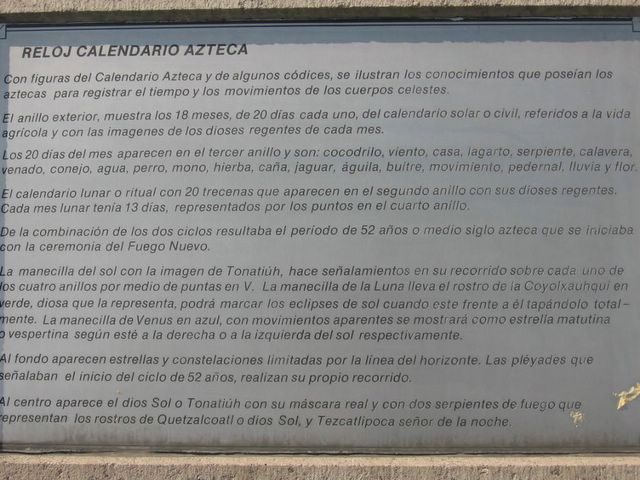 RELOJ CALENDARIO AZTECA
Con figuras del Calendario Azteca y de algunos códices, se ilustran los conocimientos que poseían los
aztecas para registrar el tiempo y los movimientos de los cuerpos celestes.
El anillo exterior, muestra los 18 meses, de 20 días cada uno, del calendario solar o civil, referidos a la vida
agrícola y con las imagenes de los dioses regentes de cada mes.
Los 20 días del mes aparecen en el tercer anillo y son: cocodrilo, viento, casa, lagarto, serpiente, calavera,
venado, conejo, agua, perro, mono, hierba, caña, jaguar, águila, buitre, movimiento, pedernal, lluvia y flor.
El calendario lunar o ritual con 20 trecenas que aparecen en el segundo anillo con sus dioses regentes.
Cada mes lunar tenía 13 días, representados por los puntos en el cuarto anillo.
De la combinación de los dos ciclos resultaba el período de 52 años o medio siglo azteca que se iniciaba
con la ceremonia del Fuego Nuevo.
La manecilla del sol con la imagen de Tonatiúh, hace señalamientos en su recorrido sobre cada uno de
los cuatro anillos por medio de puntas en V. La manecilla de la Luna lleva el rostro de la Coyolxauhqui en
verde, diosa que la representa, podrá marcar los eclipses de sol cuando este frente a él tapándolo total-
mente. La manecilla de Venus en azul, con movimientos aparentes se mostrará como estrella matutina
o vespertina según esté a la derecha o a la izquierda del sol respectivamente.
Al fondo aparecen estrellas y constelaciones limitadas por la línea del horizonte. Las pléyades que
señalaban el inicio del ciclo de 52 años, realizan su propio recorrido.
Al centro aparece el dios Sol o Tonatiúh con su máscara real y con dos serpientes de fuego que
representan los rostros de Quetzalcoatl o dios Sol, y Tezcatlipoca señor de la noche.